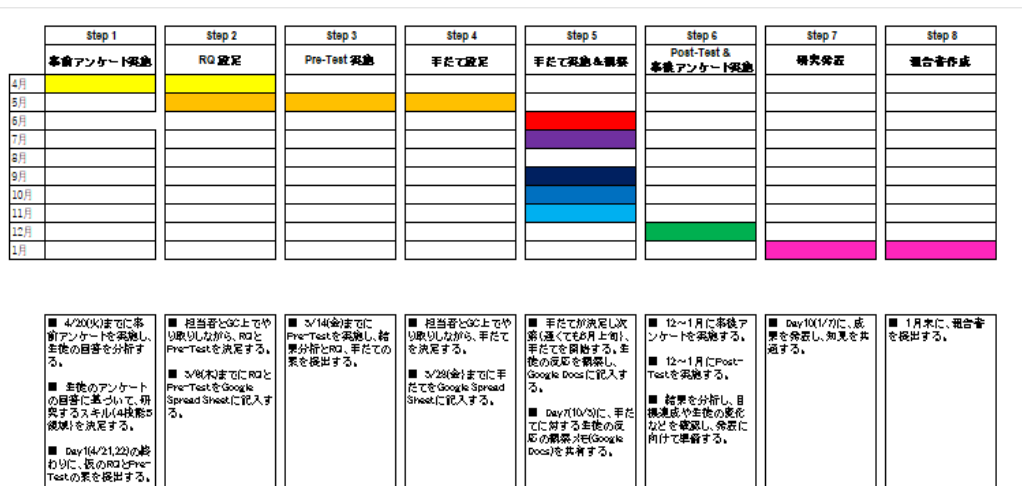 Step 1
Step 2
Step 3
Step 4
Step 5
Step 6
Step 7
Step 8
事前アンケート実施
RQ 設定
Pre-Test 実施
手だて設定
手だて実施&観察
Post-Test &
事後アンケート実施
研究発表
報告書作成
4月
5月
6月
7月
8月
9月
10月
11月
12月
1月
■ 4/20(火)までに事
前アンケートを実施し、
生徒の回答を分析す
る。
■ 生徒のアンケート
の回答に基づいて、研
究するスキル(4技能5
領域)を決定する。
■ Day1(4/21,22)の終
わりに、仮のRQとPre-
Testの案を提出する。
■ 担当者とGC上でや
り取りしながら、RQと
Pre-Testを決定する。
■ 5/6(木)までにRQと
Pre-TestをGoogle
Spread Sheetに記入す
る。
■ 5/14(金)までに
Pre-Testを実施し、結
果分析とRQ、手だての
案を提出する。
■ 担当者とGC上でや
り取りしながら、手だて
を決定する。
■ 5/28(金)までに手
だてをGoogle Spread
Sheetに記入する。
■ 手だてが決定し次
第(遅くても6月上旬)、
手だてを開始する。生
徒の反応を観察し、
Google Docsに記入す
る。
■ Day7(10/5)に、手だ
てに対する生徒の反
応の観察メモ(Google
Docs)を共有する。
■ 12~1月に事後ア
ンケートを実施する。
■ 12~1月にPost-
Testを実施する。
■ 結果を分析し、目
標達成や生徒の変化
などを確認し、発表に
向けて準備する。
■ Day10(1/7)に、成
果を発表し、知見を共
有する。
■ 1月末に、報告書
を提出する。